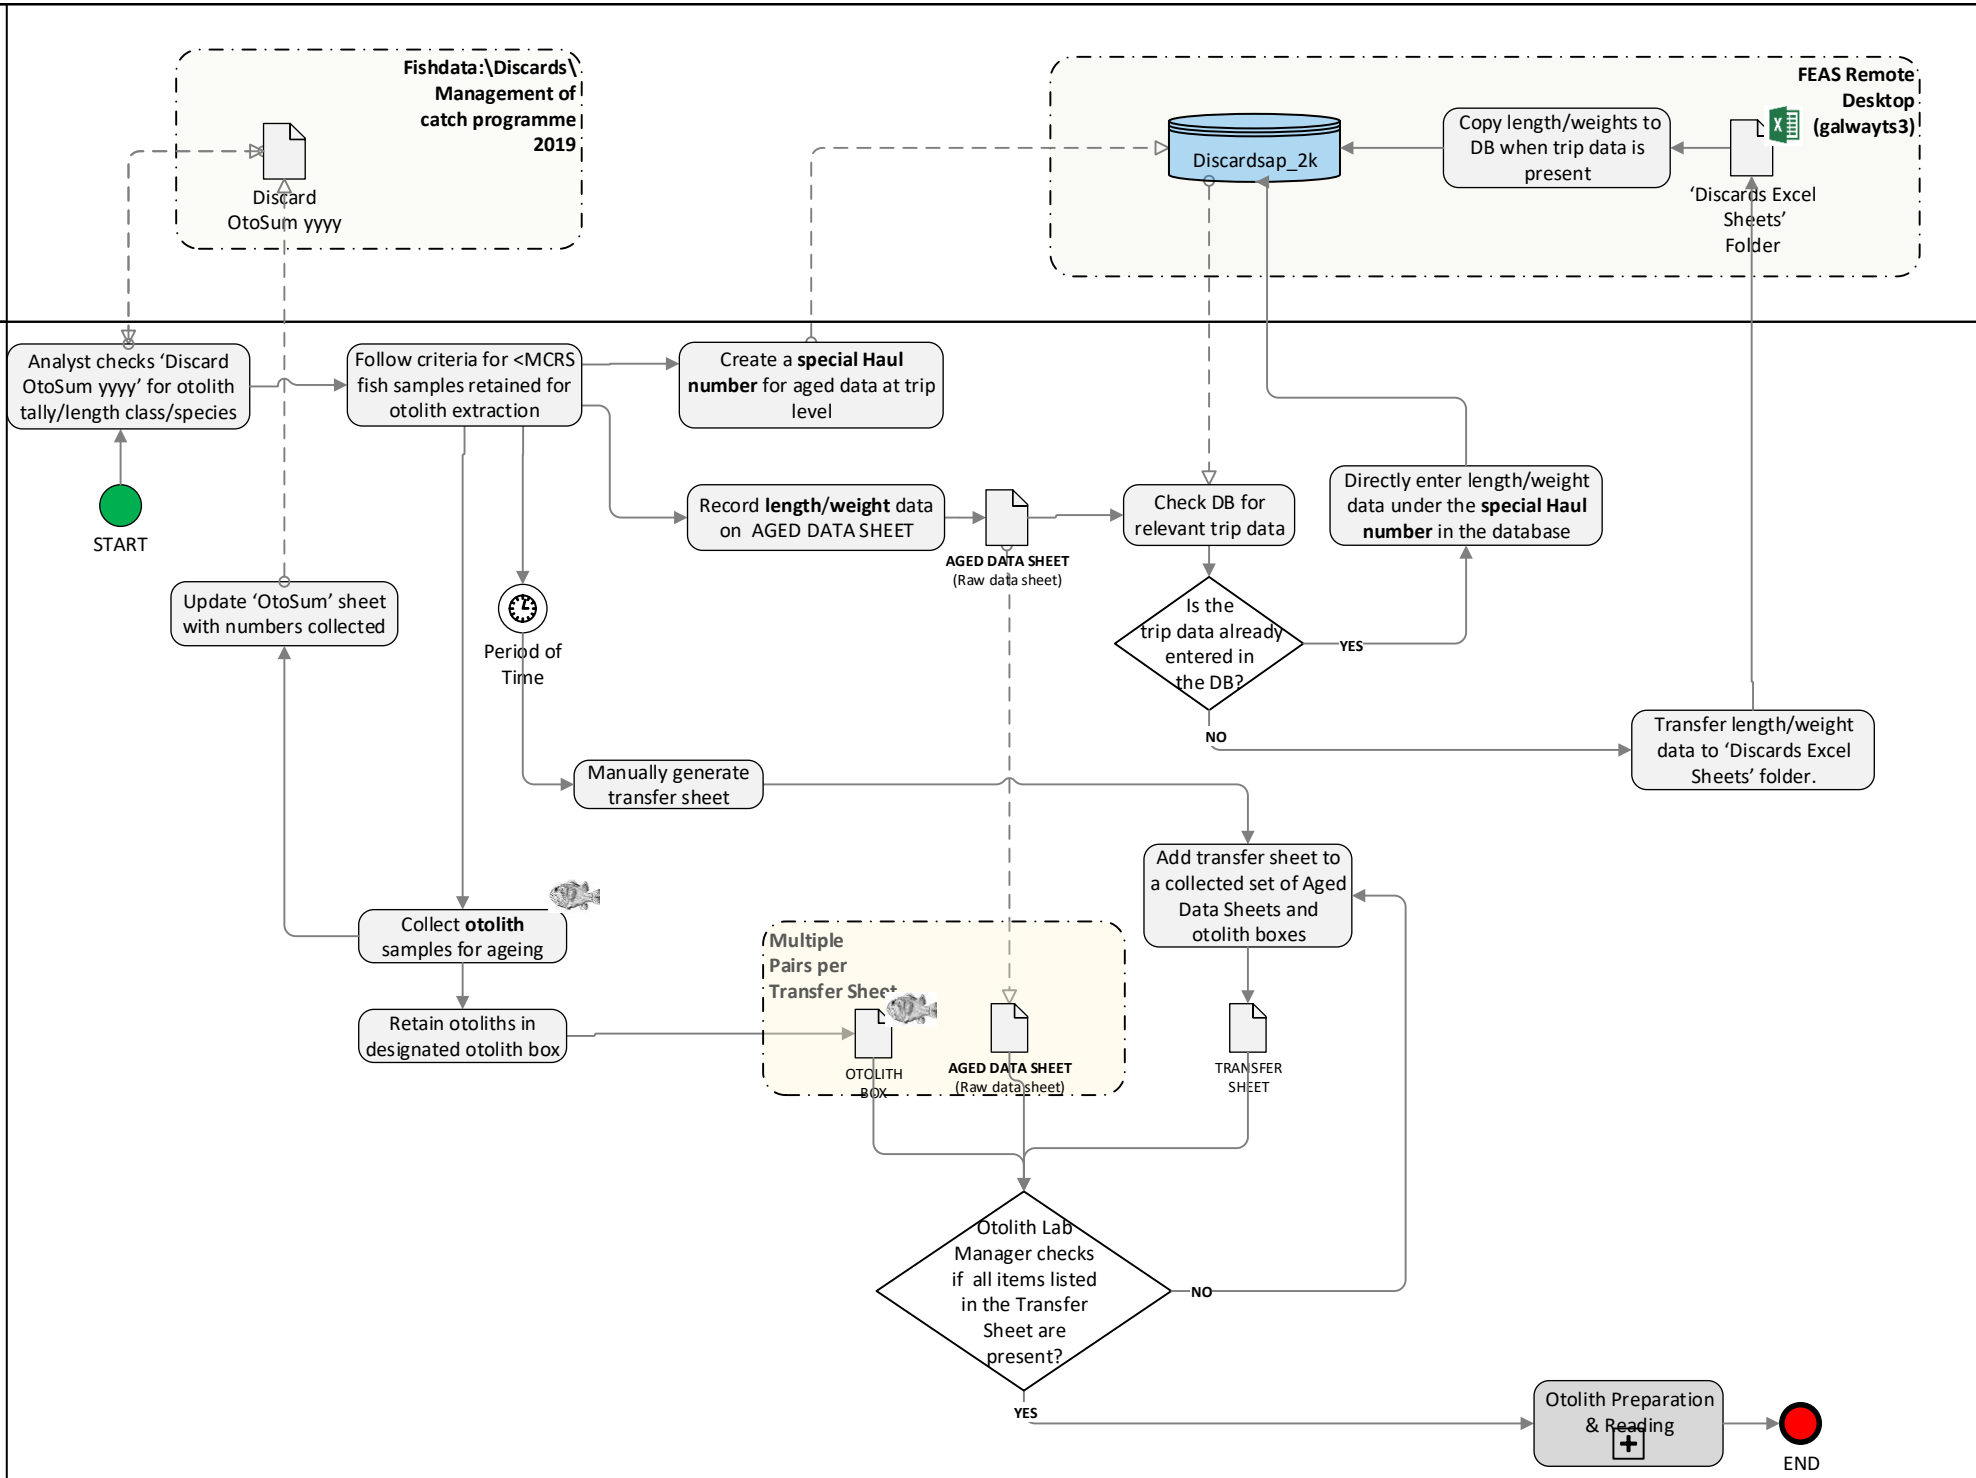 Fishdata:\Discards\
Management of
catch programme
2019
Discard
OtoSum yyyy
FEAS Remote
Desktop
(galwayts3)
Discardsap_2k
Copy length/weights to
DB when trip data is
present
X
‘Discards Excel
Sheets’
Folder
Analyst checks ‘Discard
OtoSum yyyy’ for otolith
tally/length class/species
START
Follow criteria for <MCRS
fish samples retained for
otolith extraction
Create a special Haul
number for aged data at trip
level
Record length/weight data
on AGED DATA SHEET
AGED DATA SHEET
(Raw data sheet)
Check DB for
relevant trip data
Directly enter length/weight
data under the special Haul
number in the database
Is the
trip data already
entered in
the DB?
YES
NO
Transfer length/weight
data to ‘Discards Excel
Sheets’ folder.
Update ‘OtoSum’ sheet
with numbers collected
Period of
Time
Manually generate
transfer sheet
Add transfer sheet to
a collected set of Aged
Data Sheets and
otolith boxes
Collect otolith
samples for ageing
Retain otoliths in
designated otolith box
Multiple
Pairs per
Transfer Sheet
OTOLITH
BOX
AGED DATA SHEET
(Raw data sheet)
TRANSFER
SHEET
Otolith Lab
Manager checks
if all items listed
in the Transfer
Sheet are
present?
NO
YES
Otolith Preparation
& Reading
END